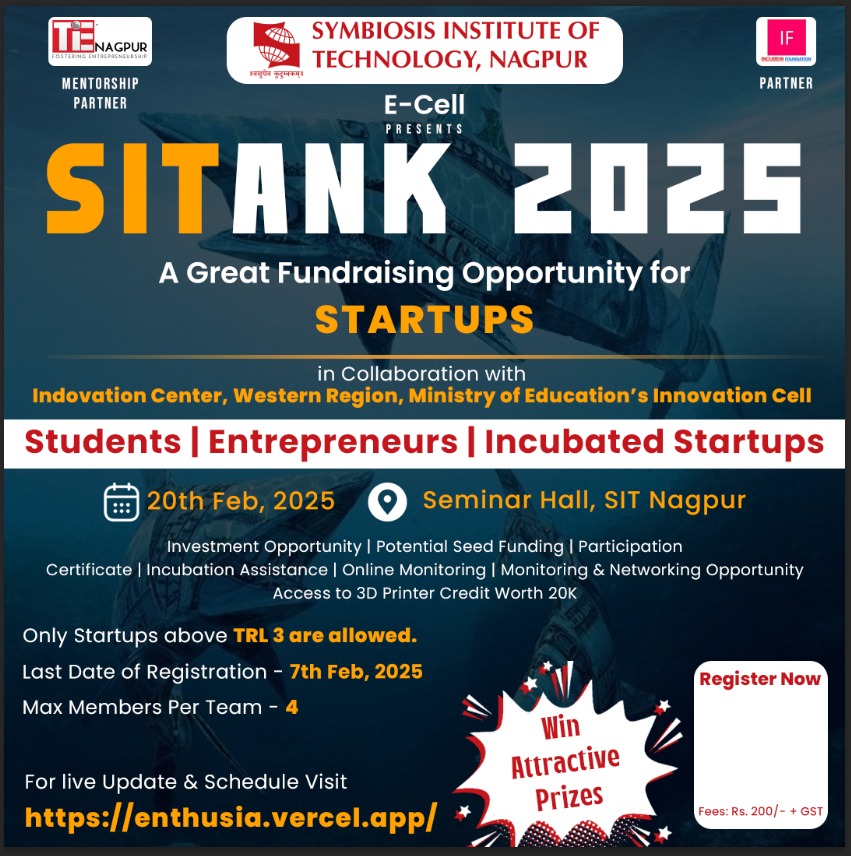 TiE NAGPUR
FOSTERING ENTREPRENEURSHIP
MENTORSHIP
PARTNER
SYMBIOSIS INSTITUTE OF
TECHNOLOGY, NAGPUR
॥वसुधैव कुटुम्बकम्॥
IF
INCUBEIN FOUNDATION
PARTNER
E-Cell
PRESENTS
SITANK 2025
A Great Fundraising Opportunity for
STARTUPS
in Collaboration with
Indovation Center, Western Region, Ministry of Education's Innovation Cell
Students | Entrepreneurs | Incubated Startups
20th Feb, 2025
Seminar Hall, SIT Nagpur
Investment Opportunity | Potential Seed Funding | Participation
Certificate | Incubation Assistance | Online Monitoring | Monitoring & Networking Opportunity
Access to 3D Printer Credit Worth 20K
Only Startups above TRL 3 are allowed.
Last Date of Registration - 7th Feb, 2025
Max Members Per Team - 4
For live Update & Schedule Visit
https://enthusia.vercel.app/
Win
Attractive
Prizes
Register Now
Fees: Rs. 200/- + GST